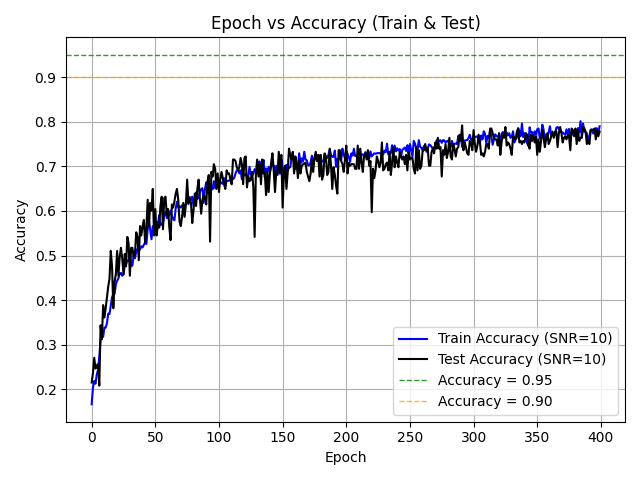 Epoch vs Accuracy (Train & Test)
Accuracy
0.9
0.8
0.7
0.6
0.5
0.4
0.3
0.2
Train Accuracy (SNR=10)
Test Accuracy (SNR=10)
Accuracy = 0.95
Accuracy = 0.90
0 50 100 150 200 250 300 350 400
Epoch